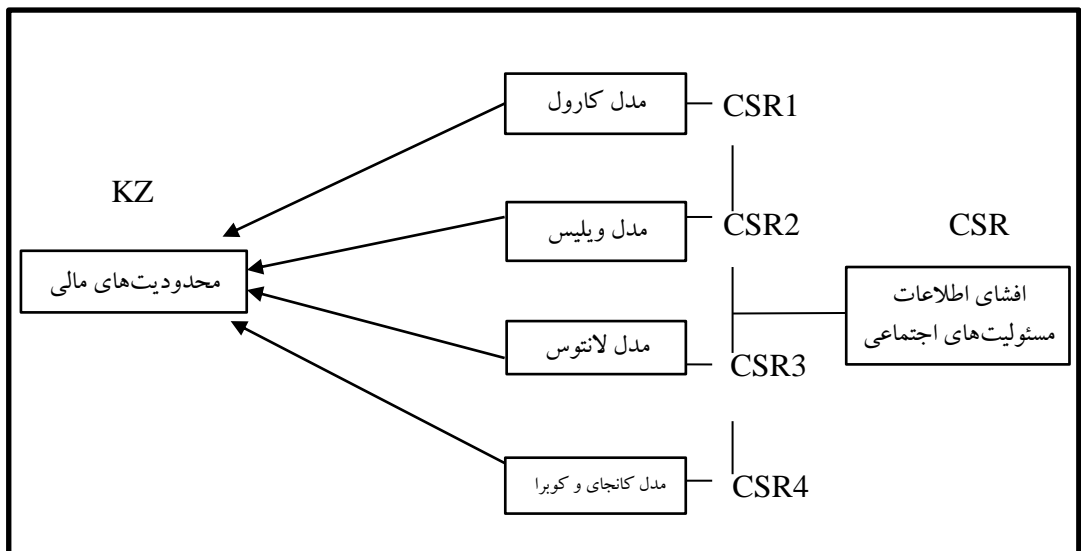 CSR
افشای اطلاعات
مسئولیت‌های اجتماعی
CSR1
مدل کارول
CSR2
مدل ویلیس
CSR3
مدل لانتوس
CSR4
مدل کانجای و کوبرا
KZ
محدودیت‌های مالی